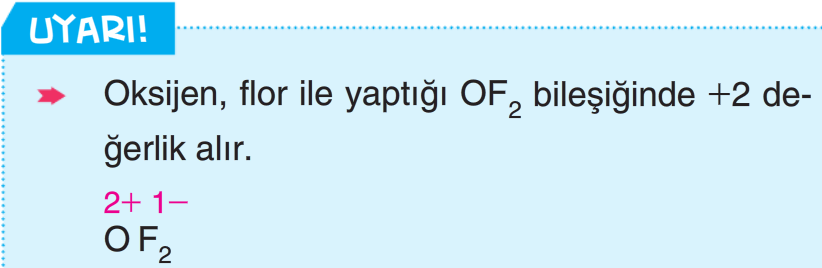 UYARI!
Oksijen, flor ile yaptığı OF₂ bileşiğinde +2 de-
ğerlik alır.
2+ 1−
O F₂